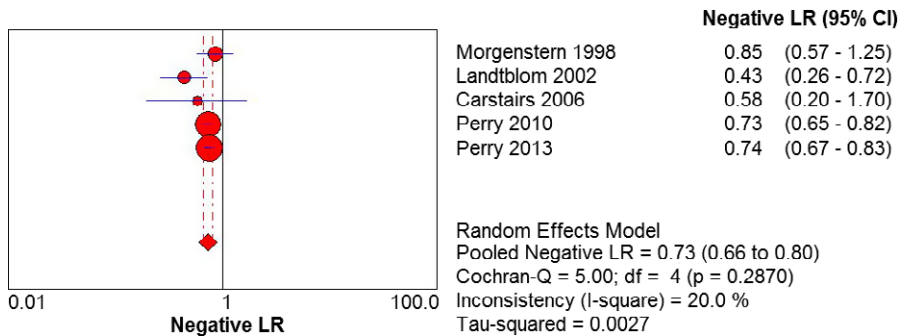 Negative LR (95% CI)
Morgenstern 1998 0.85 (0.57 - 1.25)
Landtblom 2002 0.43 (0.26 - 0.72)
Carstairs 2006 0.58 (0.20 - 1.70)
Perry 2010 0.73 (0.65 - 0.82)
Perry 2013 0.74 (0.67 - 0.83)
Random Effects Model
Pooled Negative LR = 0.73 (0.66 to 0.80)
Cochran-Q = 5.00; df = 4 (p = 0.2870)
Inconsistency (I-square) = 20.0 %
Tau-squared = 0.0027
0.01 1 100.0
Negative LR